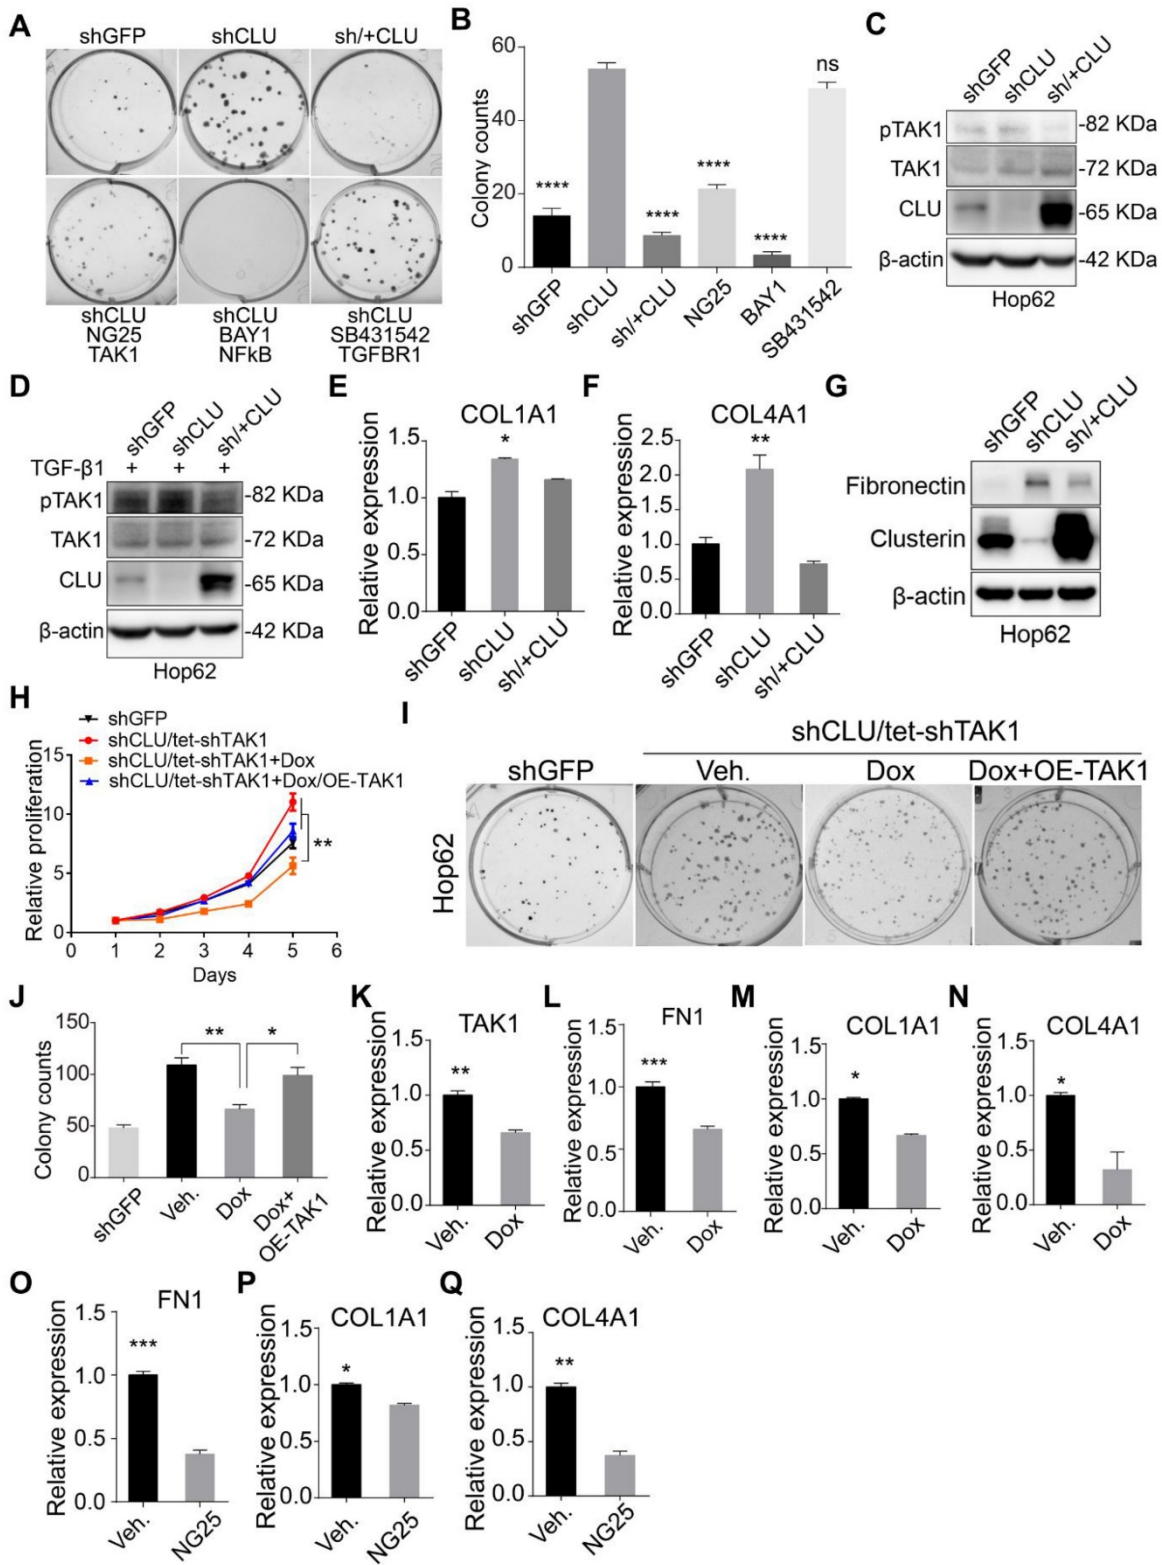 A
shGFP shCLU sh/+CLU
shCLU shCLU shCLU
NG25 BAY1 SB431542
TAK1 NFkB TGFBR1
B
Colony counts
60
40
20
0
**** **** **** **** ns
shGFP shCLU sh/+CLU NG25 BAY1 SB431542
C
shGFP shCLU sh/+CLU
pTAK1 -82 KDa
TAK1 -72 KDa
CLU -65 KDa
β-actin -42 KDa
Hop62
D
shGFP shCLU sh/+CLU
TGF-β1 + + +
pTAK1 -82 KDa
TAK1 -72 KDa
CLU -65 KDa
β-actin -42 KDa
Hop62
E
COL1A1
Relative expression
1.5
1.0
0.5
0.0
*
shGFP shCLU sh/+CLU
F
COL4A1
Relative expression
2.5
2.0
1.5
1.0
0.5
0.0
**
shGFP shCLU sh/+CLU
G
shGFP shCLU sh/+CLU
Fibronectin
Clusterin
β-actin
Hop62
H
shGFP
shCLU/tet-shTAK1
shCLU/tet-shTAK1+Dox
shCLU/tet-shTAK1+Dox/OE-TAK1
Relative proliferation
15
10
5
0
**
0 1 2 3 4 5 6
Days
I
shCLU/tet-shTAK1
shGFP Veh. Dox Dox+OE-TAK1
Hop62
J
Colony counts
150
100
50
0
** *
shGFP Veh. Dox Dox+
OE-TAK1
K
TAK1
Relative expression
1.5
1.0
0.5
0.0
**
Veh. Dox
L
FN1
Relative expression
1.5
1.0
0.5
0.0
***
Veh. Dox
M
COL1A1
Relative expression
1.5
1.0
0.5
0.0
*
Veh. Dox
N
COL4A1
Relative expression
1.5
1.0
0.5
0.0
*
Veh. Dox
O
FN1
Relative expression
1.5
1.0
0.5
0.0
***
Veh. NG25
P
COL1A1
Relative expression
1.5
1.0
0.5
0.0
*
Veh. NG25
Q
COL4A1
Relative expression
1.5
1.0
0.5
0.0
**
Veh. NG25